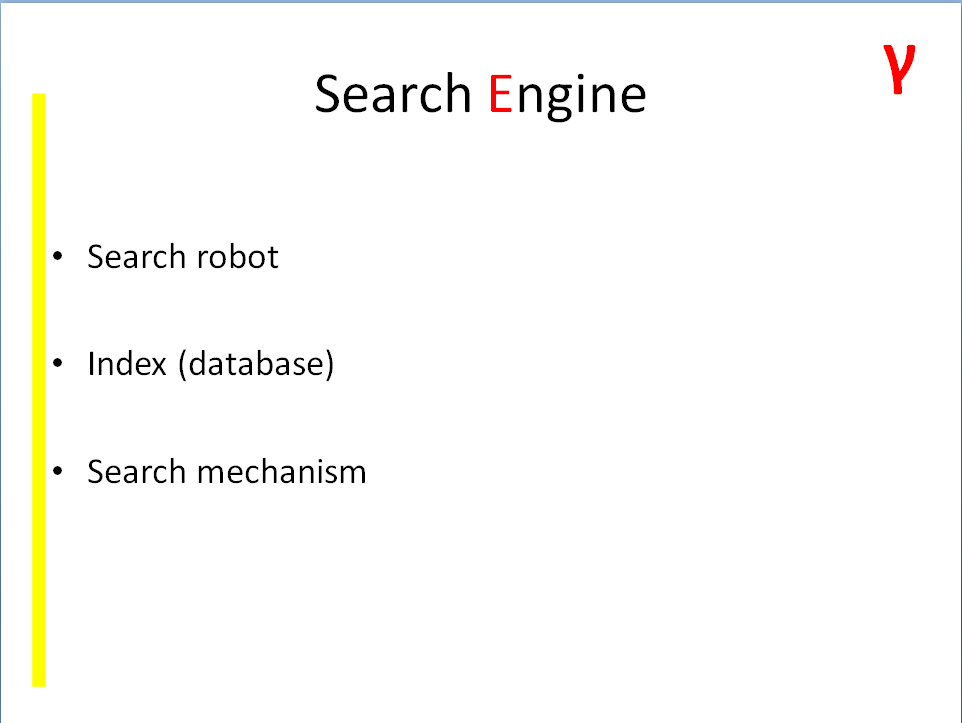 γ
Search Engine
• Search robot
• Index (database)
• Search mechanism